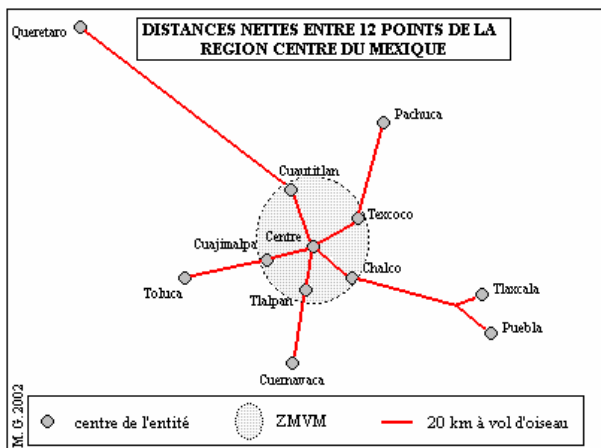 DISTANCES NETTES ENTRE 12 POINTS DE LA
REGION CENTRE DU MEXIQUE
Queretaro
Pachuca
Cuautitlan
Texcoco
Cuajimalpa
Centre
Chalco
Toluca
Tlalpan
Tlaxcala
Puebla
Cuernavaca
M. G. 2002
centre de l'entité
ZMVM
20 km à vol d'oiseau